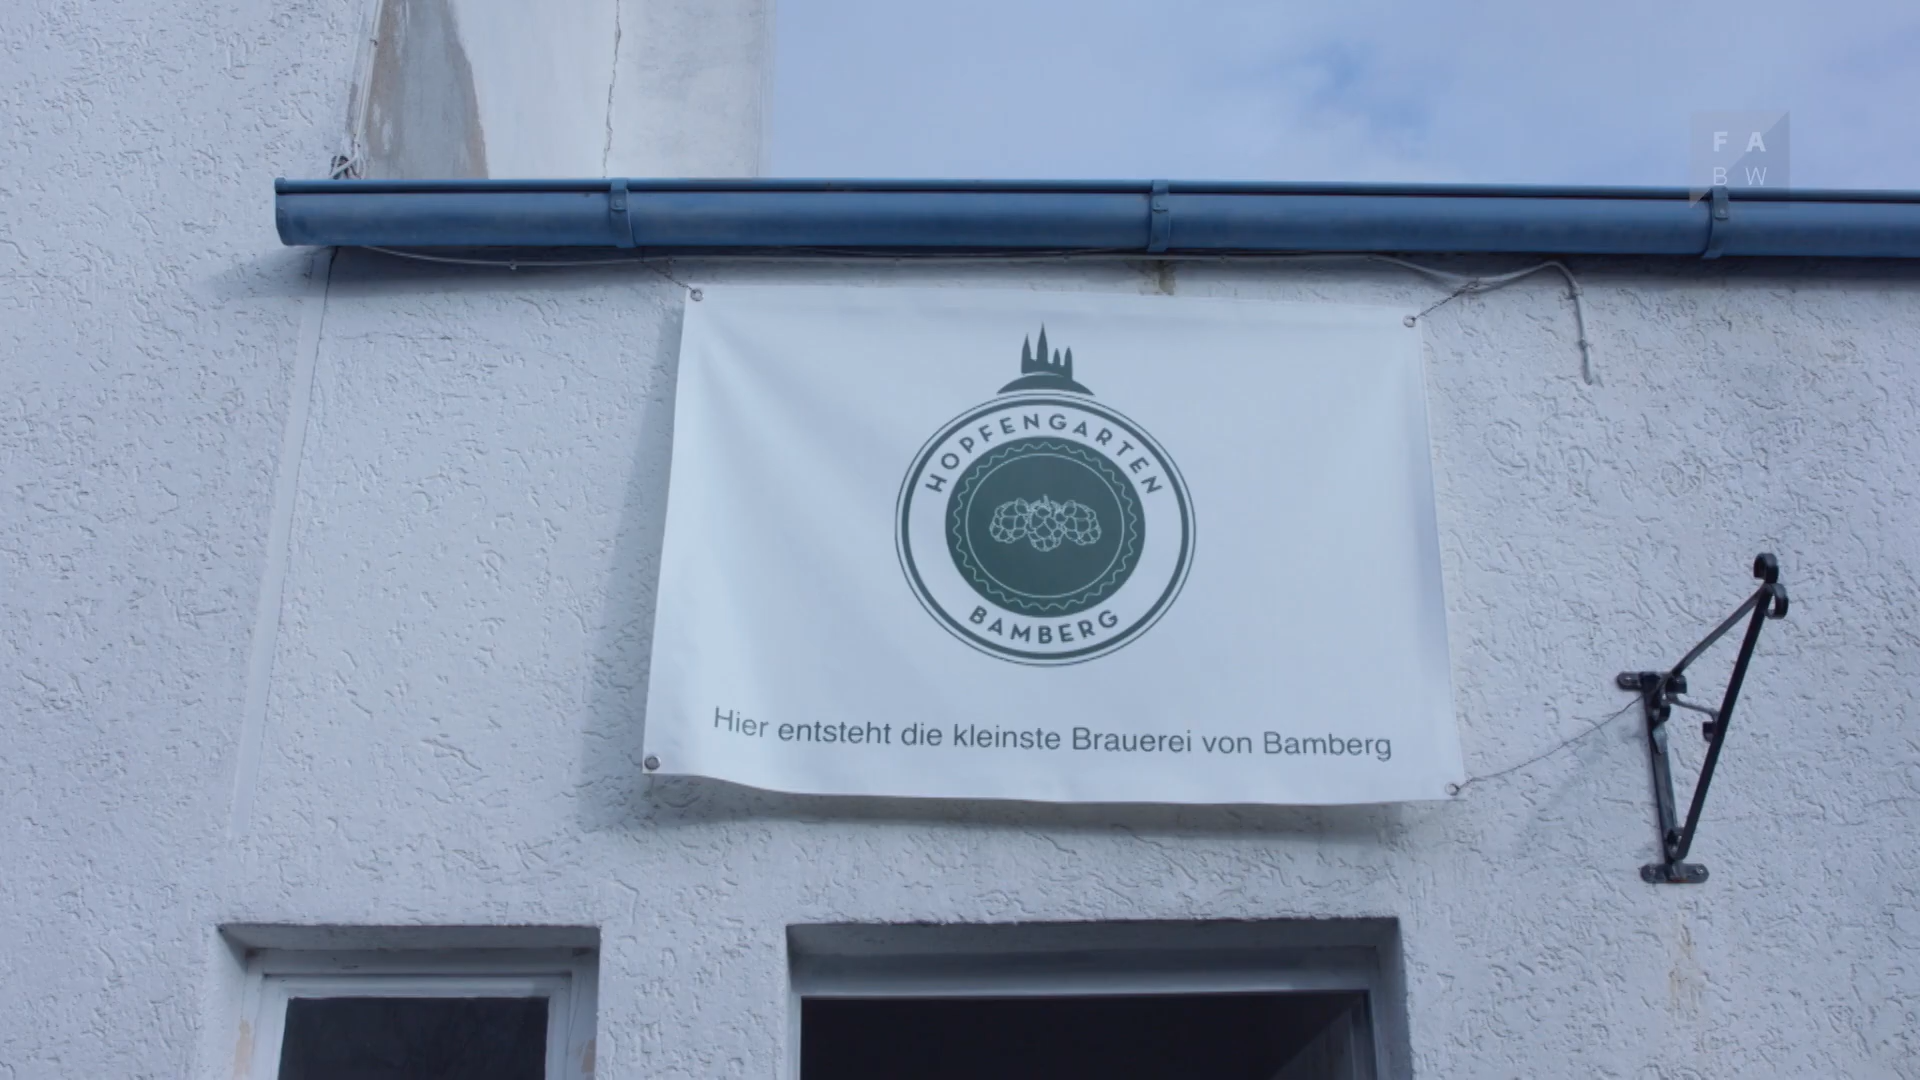 FA
BW
HOPFENGARTEN
BAMBERG
Hier entsteht die kleinste Brauerei von Bamberg